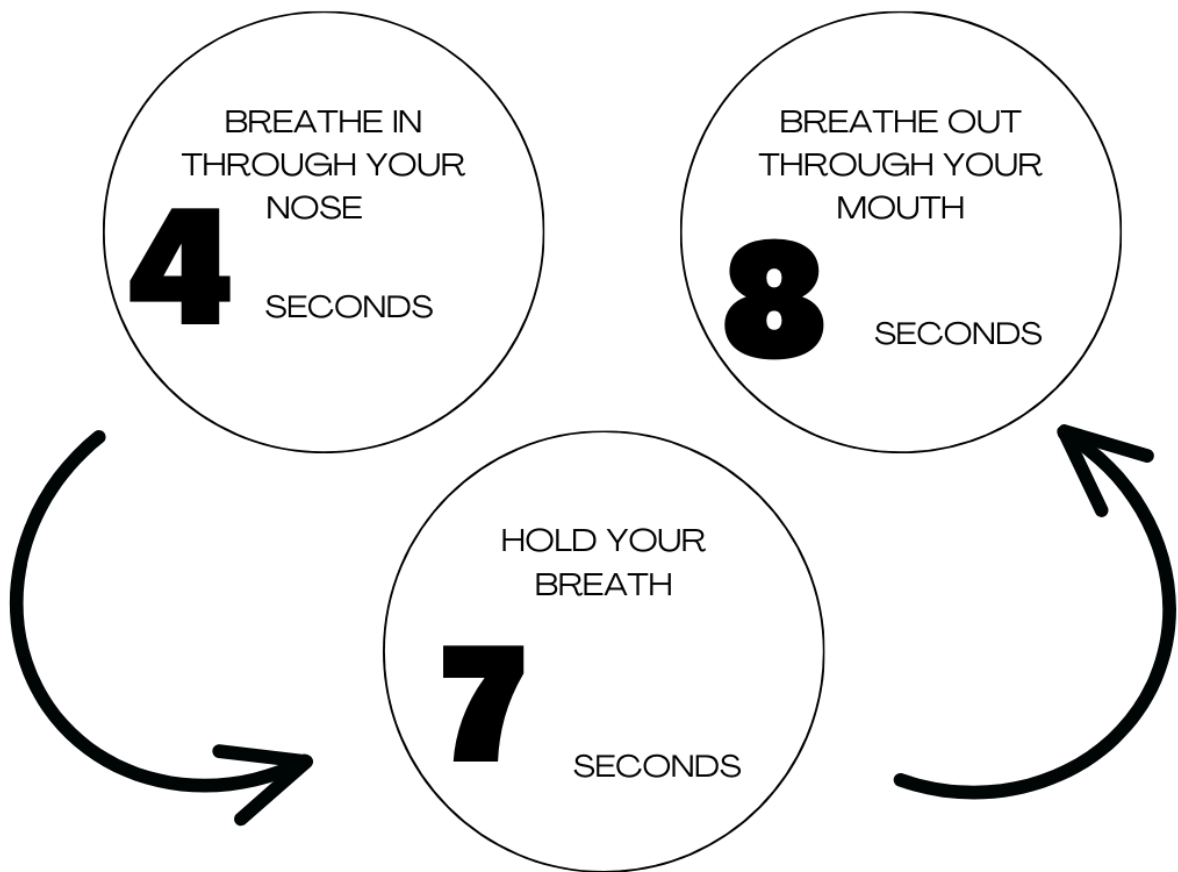 BREATHE IN
THROUGH YOUR
NOSE
4 SECONDS
HOLD YOUR
BREATH
7
SECONDS
BREATHE OUT
THROUGH YOUR
MOUTH
8 SECONDS